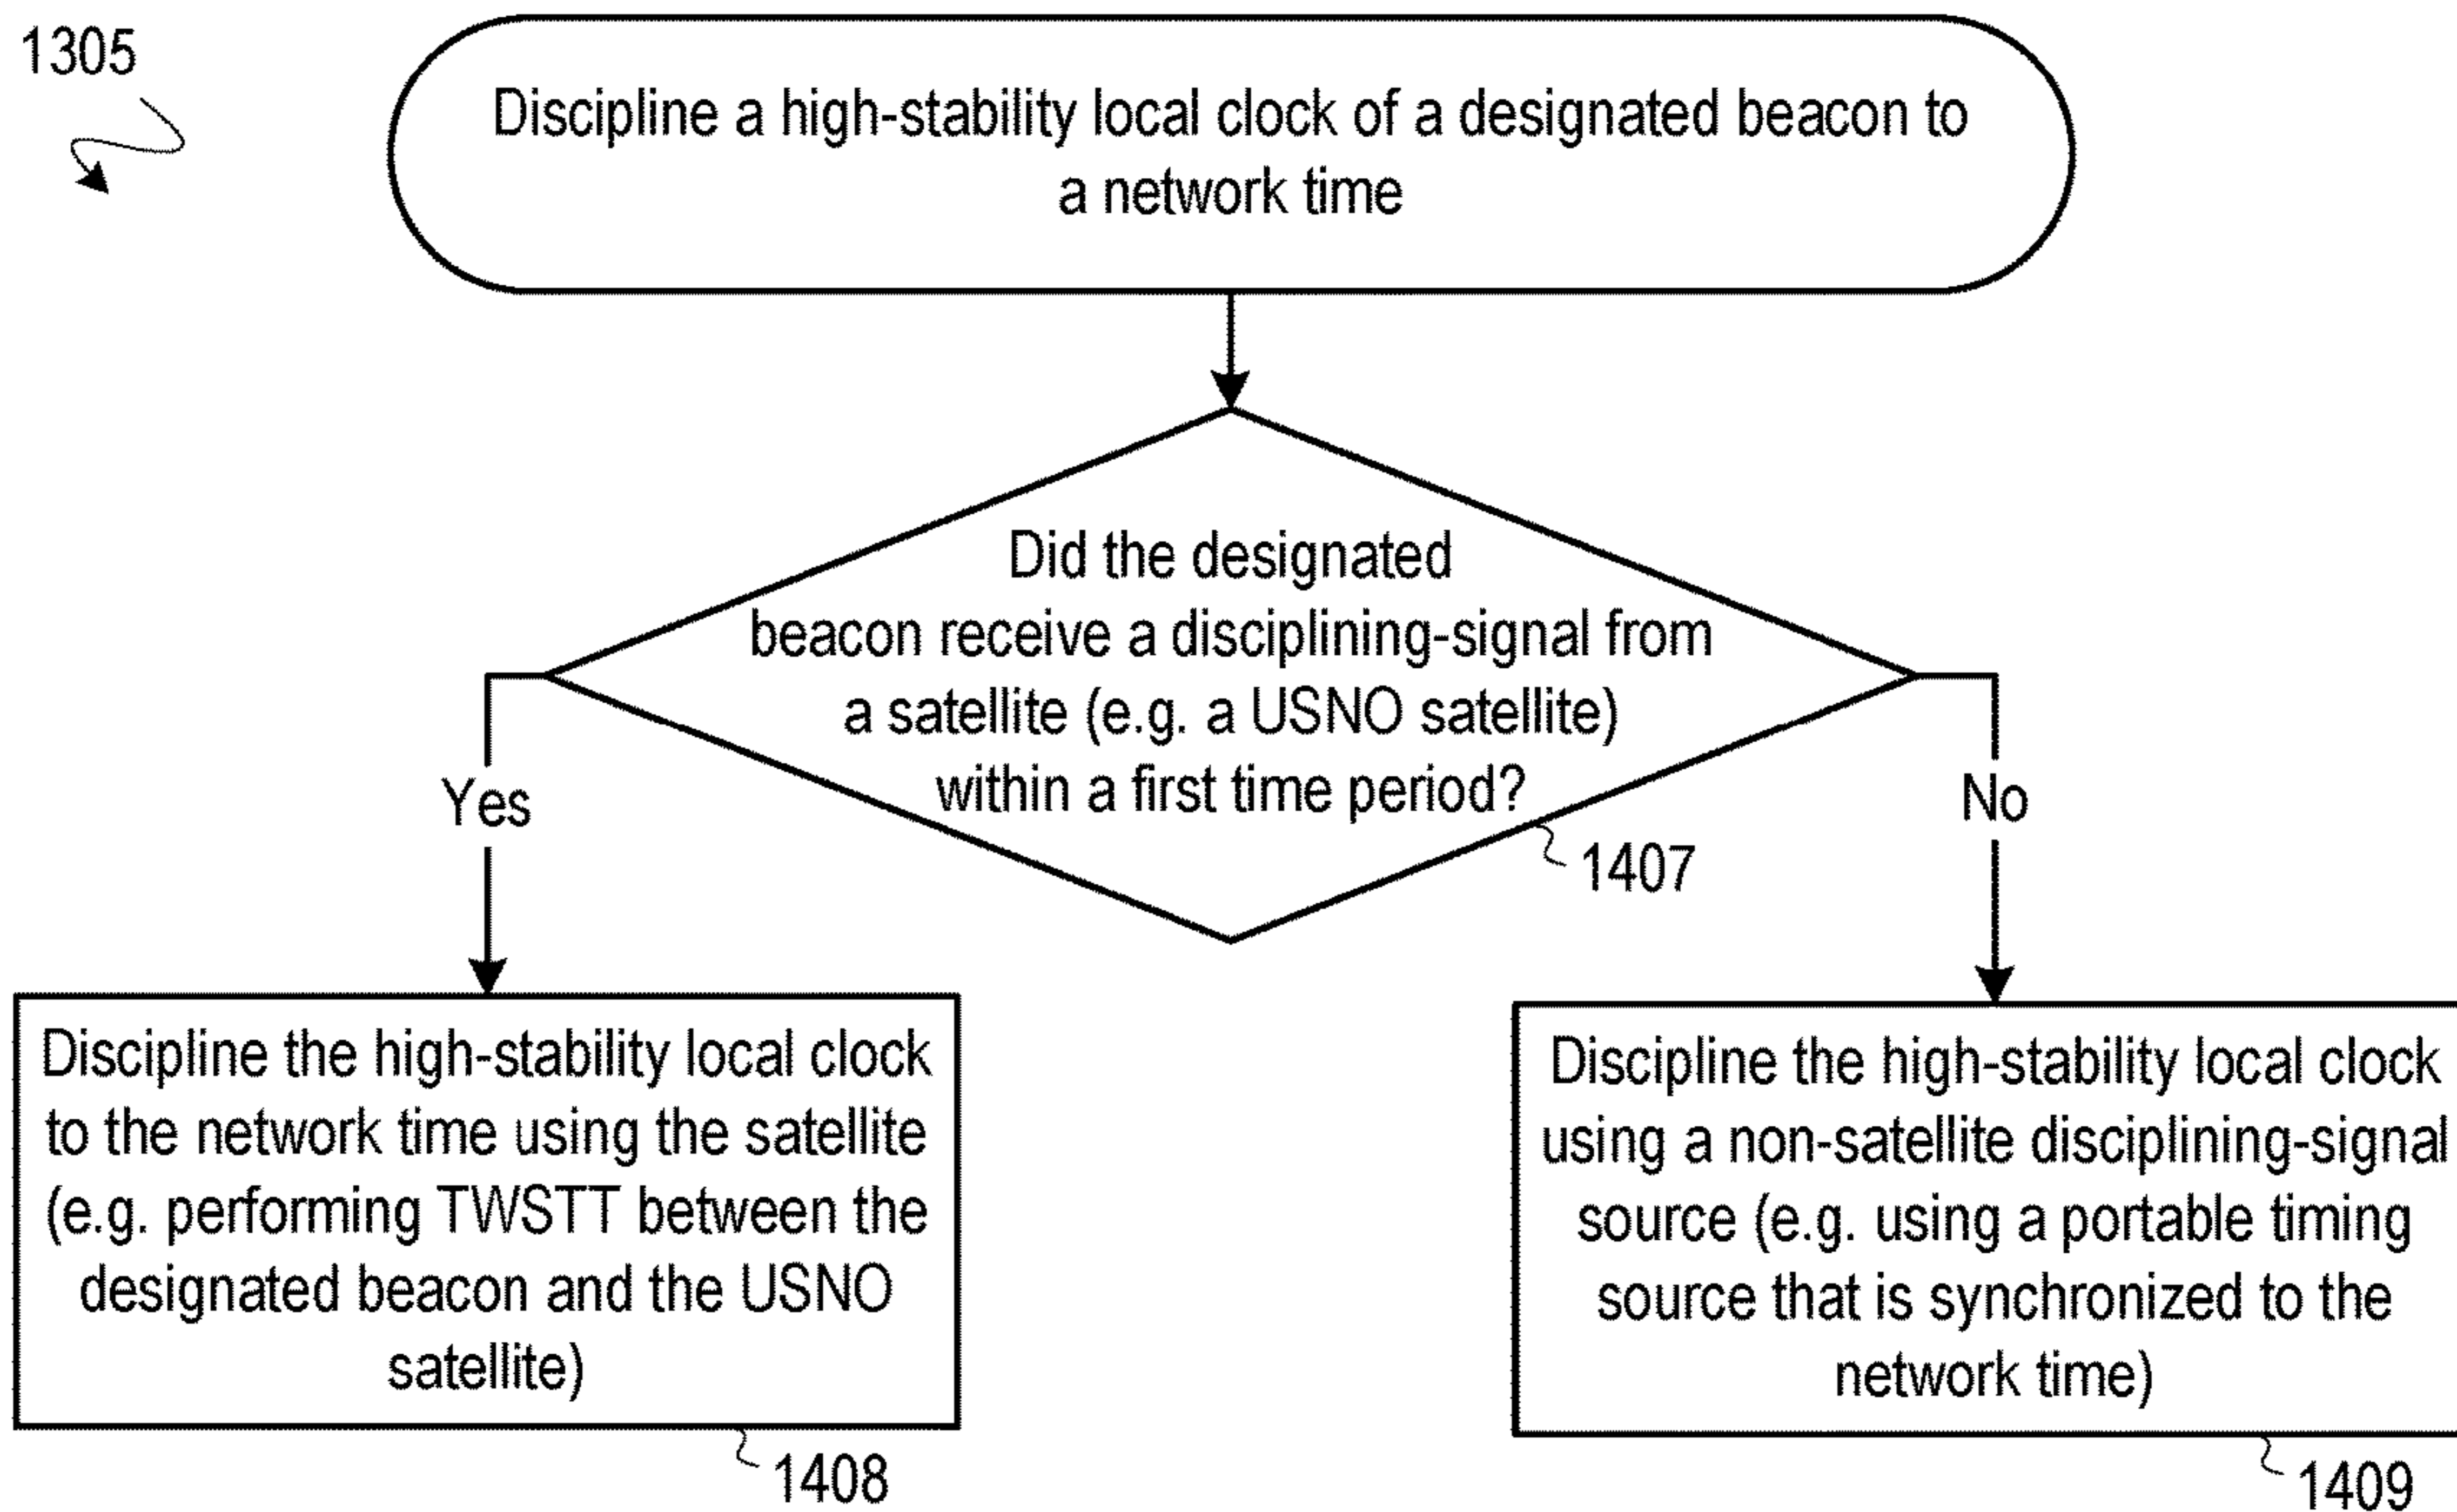 1305
Discipline a high-stability local clock of a designated beacon to
a network time
Did the designated
beacon receive a disciplining-signal from
a satellite (e.g. a USNO satellite)
within a first time period?
1407
Yes
No
Discipline the high-stability local clock
to the network time using the satellite
(e.g. performing TWSTT between the
designated beacon and the USNO
satellite)
1408
Discipline the high-stability local clock
using a non-satellite disciplining-signal
source (e.g. using a portable timing
source that is synchronized to the
network time)
1409